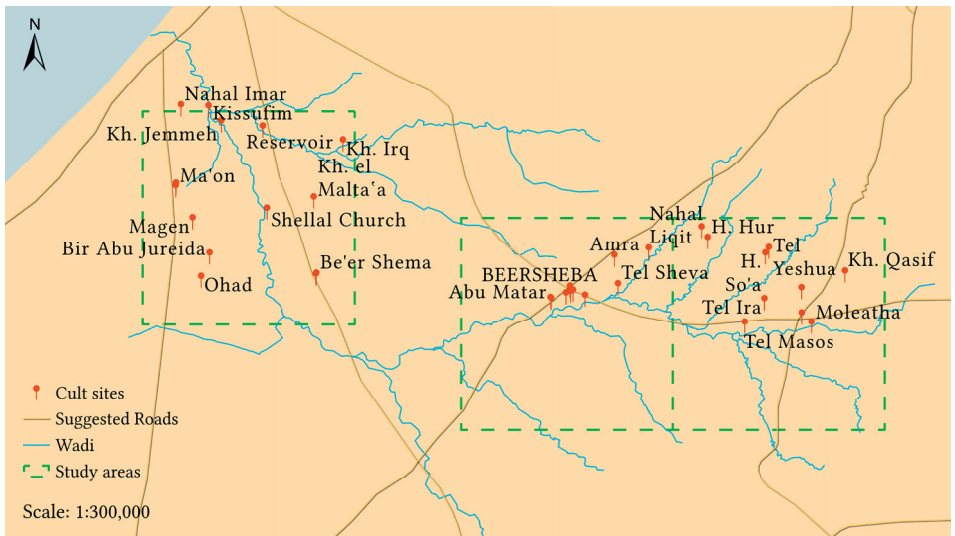 N
Nahal Imar
Kissufim
Kh. Jemmeh
Reservoir
Kh. Irq
Kh. el
Malta'a
Ma'on
Shellal Church
Magen
Bir Abu Jureida
Be'er Shema
Ohad
Nahal
Liqit
H. Hur
Amra
Tel
Yeshua
H.
So'a
Kh. Qasif
BEERSHEBA
Tel Sheva
Abu Matar
Tel Ira
Moleatha
Tel Masos
Cult sites
Suggested Roads
Wadi
Study areas
Scale: 1:300,000